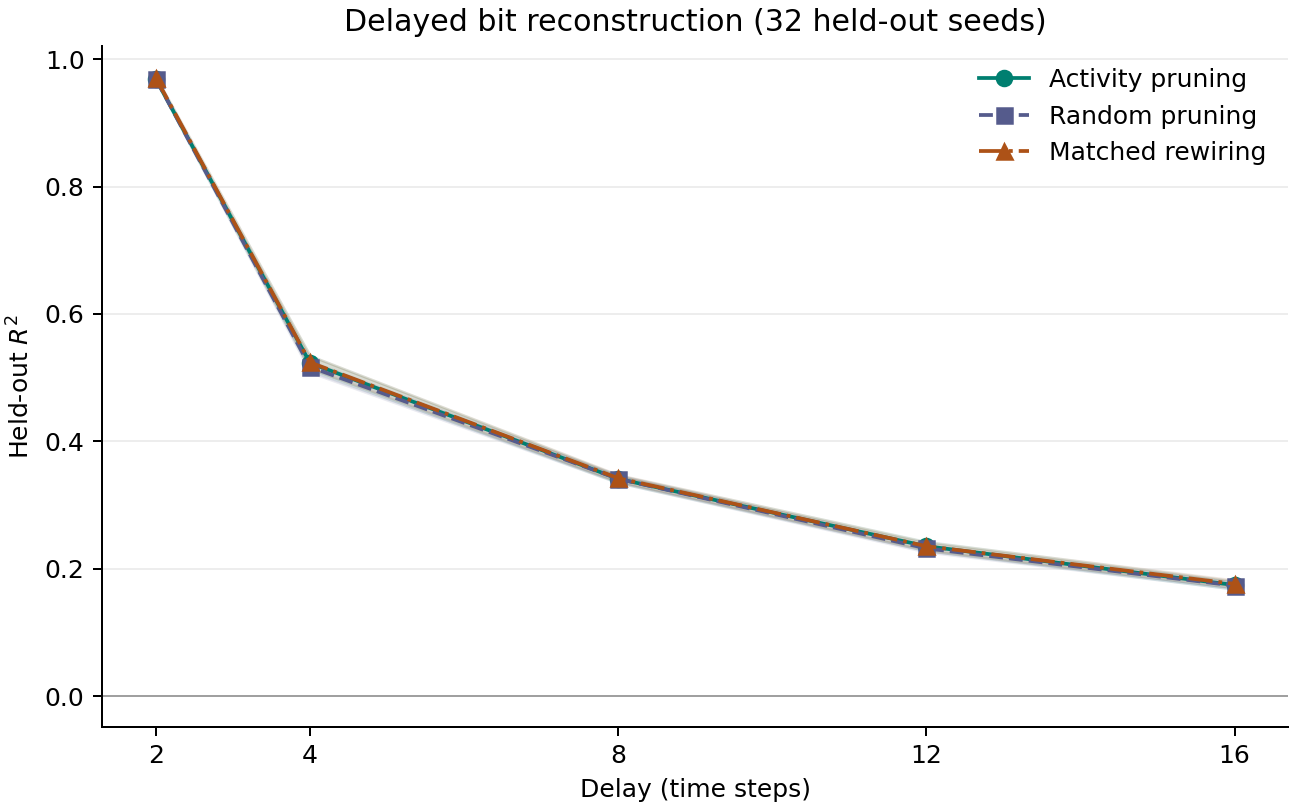 Delayed bit reconstruction (32 held-out seeds)
Activity pruning
Random pruning
Matched rewiring
Held-out R²
1.0
0.8
0.6
0.4
0.2
0.0
2 4 8 12 16
Delay (time steps)